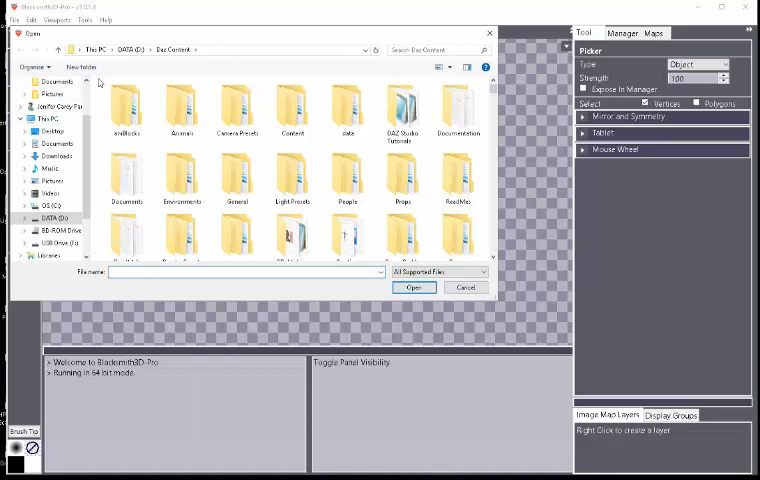 Blacksmith3D-Pro - v7.0.5.2
File Edit Viewports Tools Help
Open
This PC > DATA (D:) > Daz Content >
Search Daz Content
Organize New folder
Documents
Pictures
Jenifer Carey Par
This PC
Desktop
Documents
Downloads
Music
Pictures
Videos
OS (C:)
DATA (D:)
BD-ROM Drive
USB Drive (F:)
Libraries
aniBlocks Animals Camera Presets Content data DAZ Studio Tutorials Documentation
Documents Environments General Light Presets People Props ReadMes
File name:
All Supported Files
Open Cancel
Tool Manager Maps
Picker
Type Object
Strength 100
Expose In Manager
Select Vertices Polygons
Mirror and Symmetry
Tablet
Mouse Wheel
> Welcome to Blacksmith3D-Pro
> Running in 64 bit mode.
Toggle Panel Visibility
Image Map Layers Display Groups
Right Click to create a layer
Brush Tip